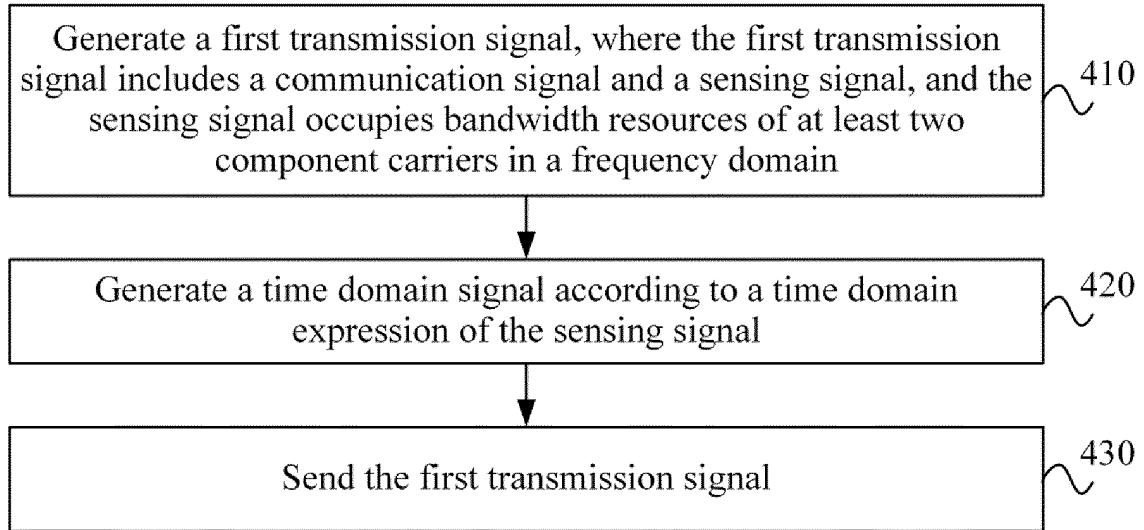 Generate a first transmission signal, where the first transmission
signal includes a communication signal and a sensing signal, and the
sensing signal occupies bandwidth resources of at least two
component carriers in a frequency domain
410
Generate a time domain signal according to a time domain
expression of the sensing signal
420
Send the first transmission signal
430